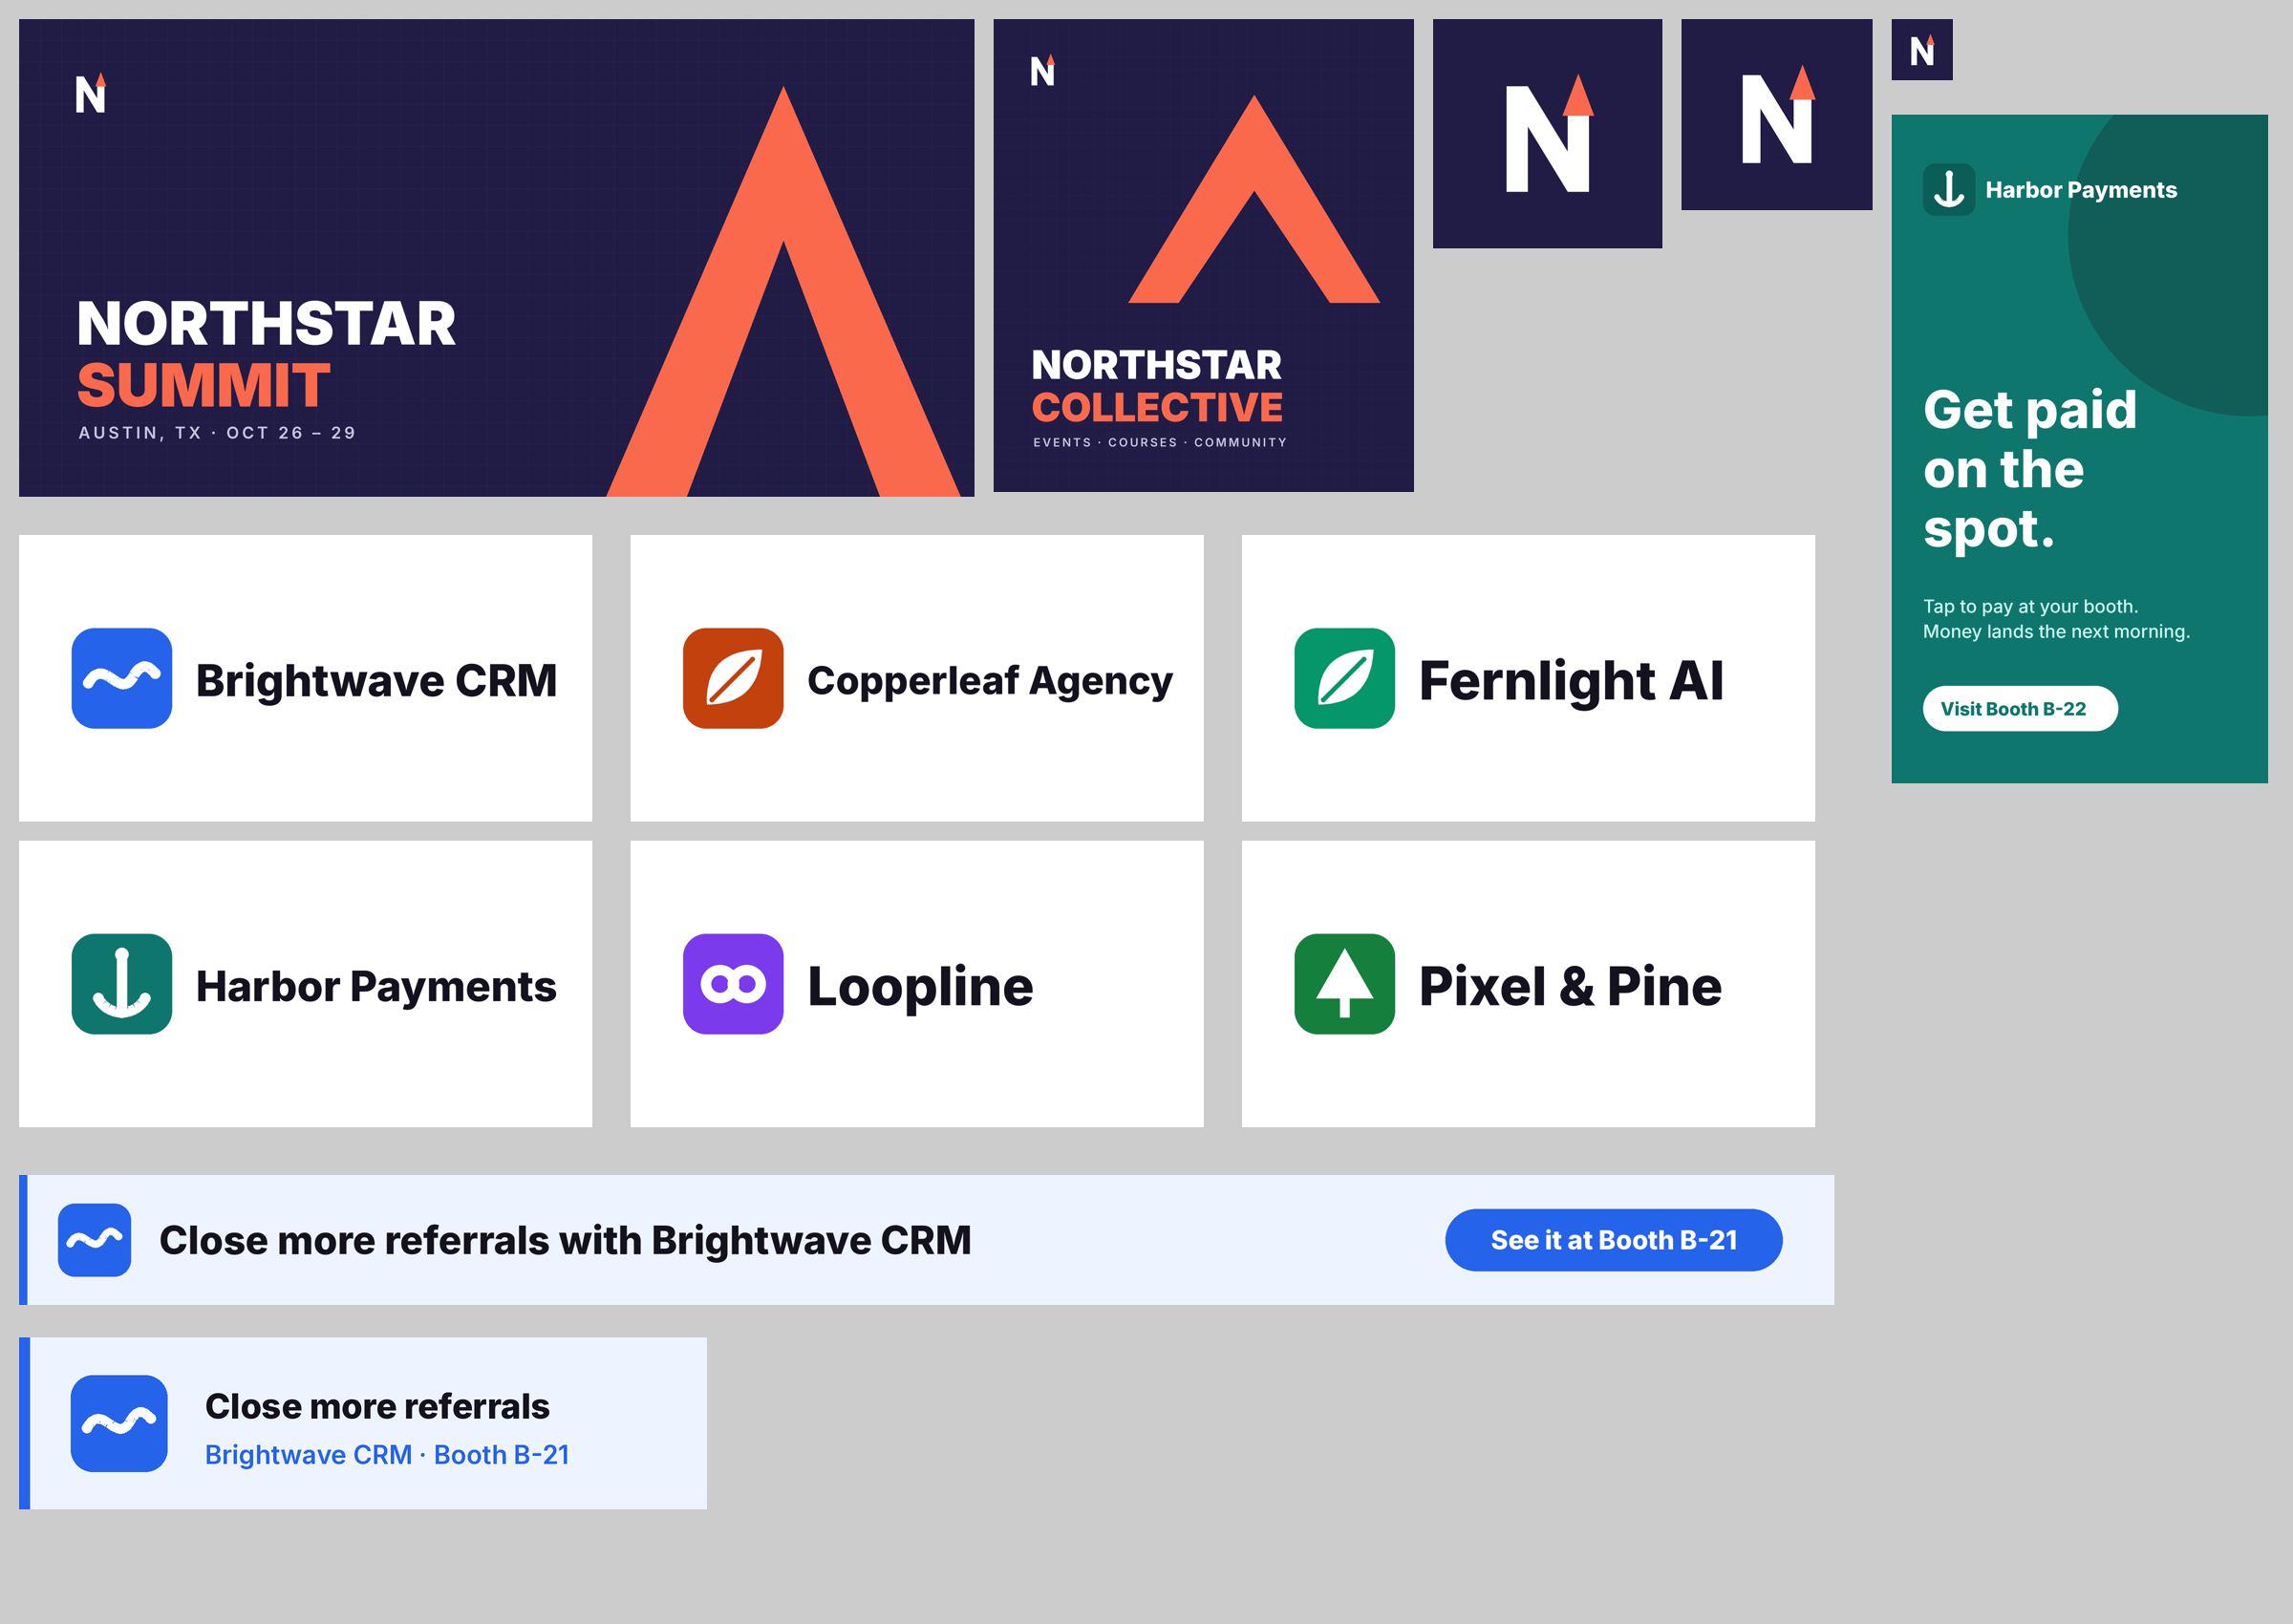 N
NORTHSTAR
SUMMIT
AUSTIN, TX · OCT 26 – 29
N
NORTHSTAR
COLLECTIVE
EVENTS · COURSES · COMMUNITY
N
N
N
Harbor Payments
Get paid
on the
spot.
Tap to pay at your booth.
Money lands the next morning.
Visit Booth B-22
Brightwave CRM
Copperleaf Agency
Fernlight AI
Harbor Payments
Loopline
Pixel & Pine
Close more referrals with Brightwave CRM
See it at Booth B-21
Close more referrals
Brightwave CRM · Booth B-21